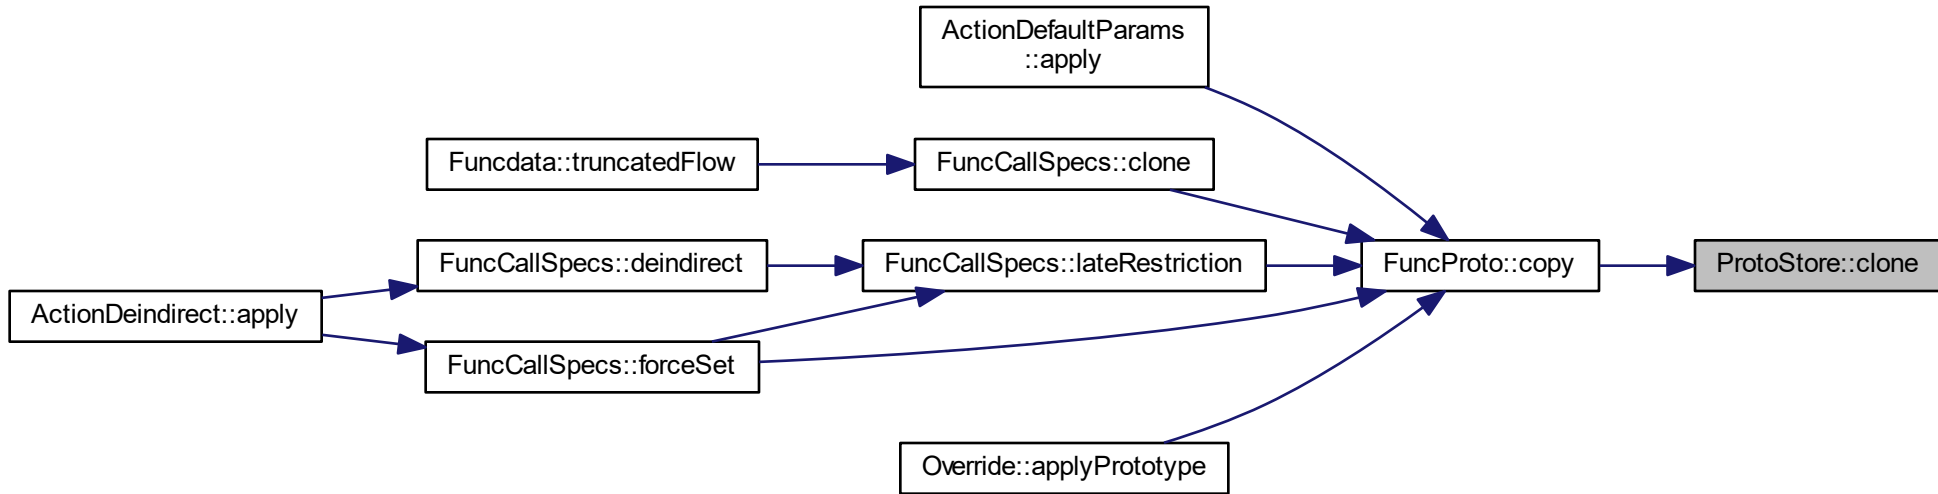 ActionDefaultParams
::apply
Funcdata::truncatedFlow
FuncCallSpecs::clone
FuncCallSpecs::deindirect
FuncCallSpecs::lateRestriction
FuncProto::copy
ProtoStore::clone
ActionDeindirect::apply
FuncCallSpecs::forceSet
Override::applyPrototype